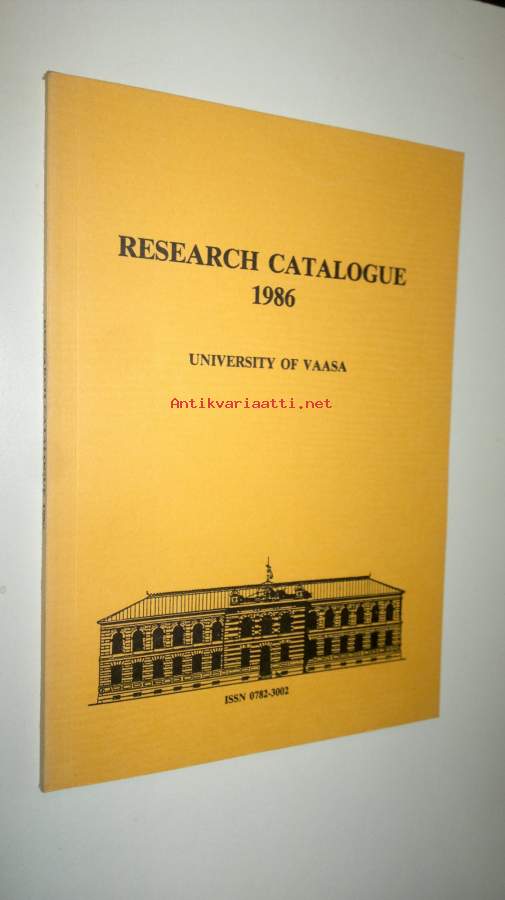 RESEARCH CATALOGUE
1986
UNIVERSITY OF VAASA
Antikvariaatti.net
ISSN 0782-3002